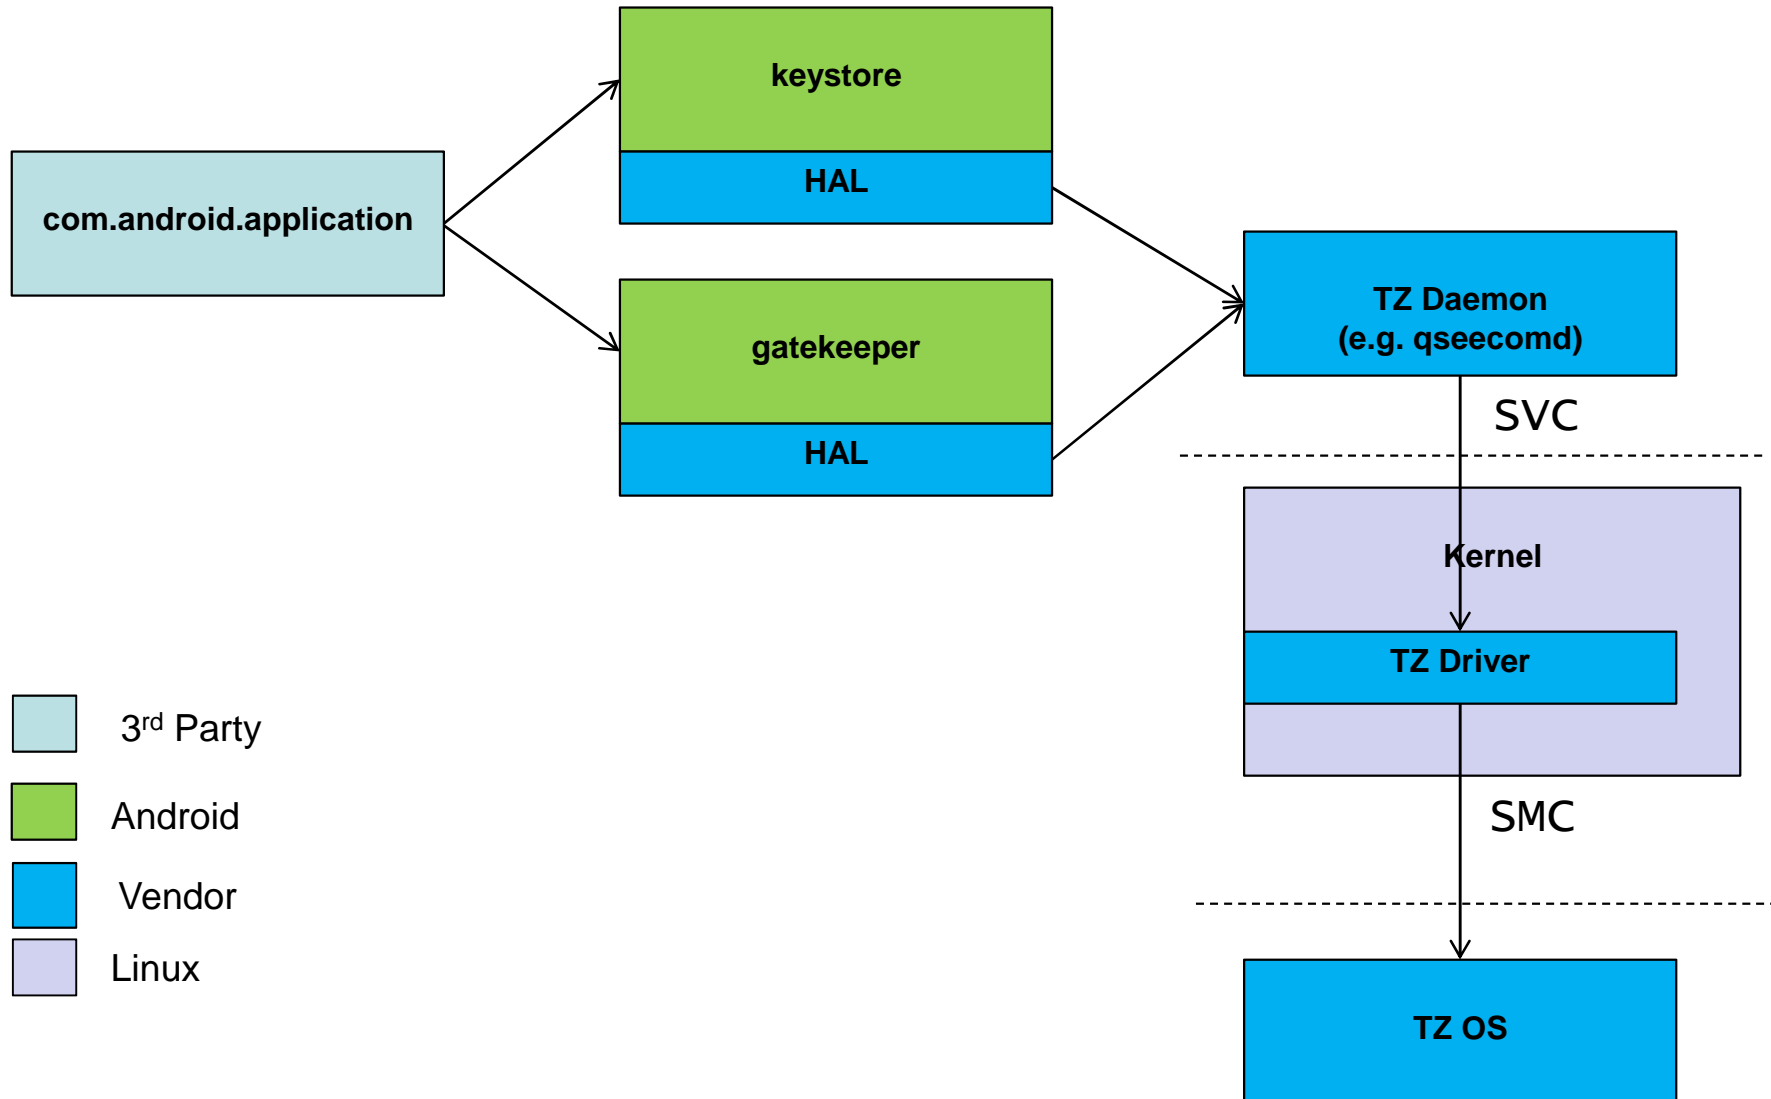 keystore
HAL
com.android.application
gatekeeper
HAL
TZ Daemon
(e.g. qseecomd)
SVC
Kernel
TZ Driver
SMC
TZ OS
3rd Party
Android
Vendor
Linux